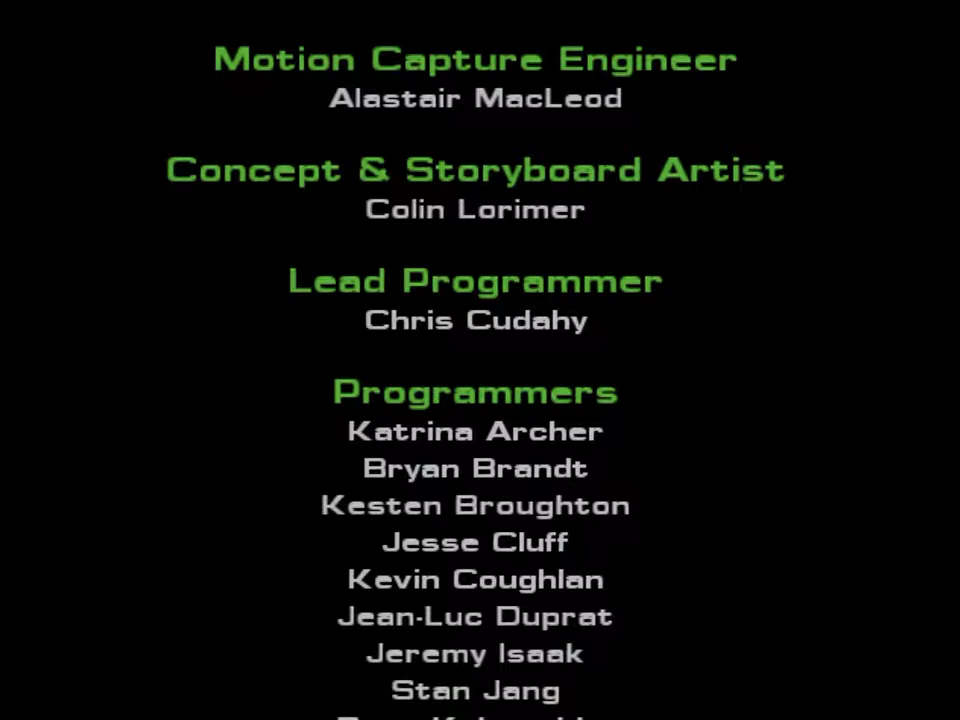 Motion Capture Engineer
Alastair MacLeod
Concept & Storyboard Artist
Colin Lorimer
Lead Programmer
Chris Cudahy
Programmers
Katrina Archer
Bryan Brandt
Kesten Broughton
Jesse Cluff
Kevin Coughlan
Jean-Luc Duprat
Jeremy Isaak
Stan Jang